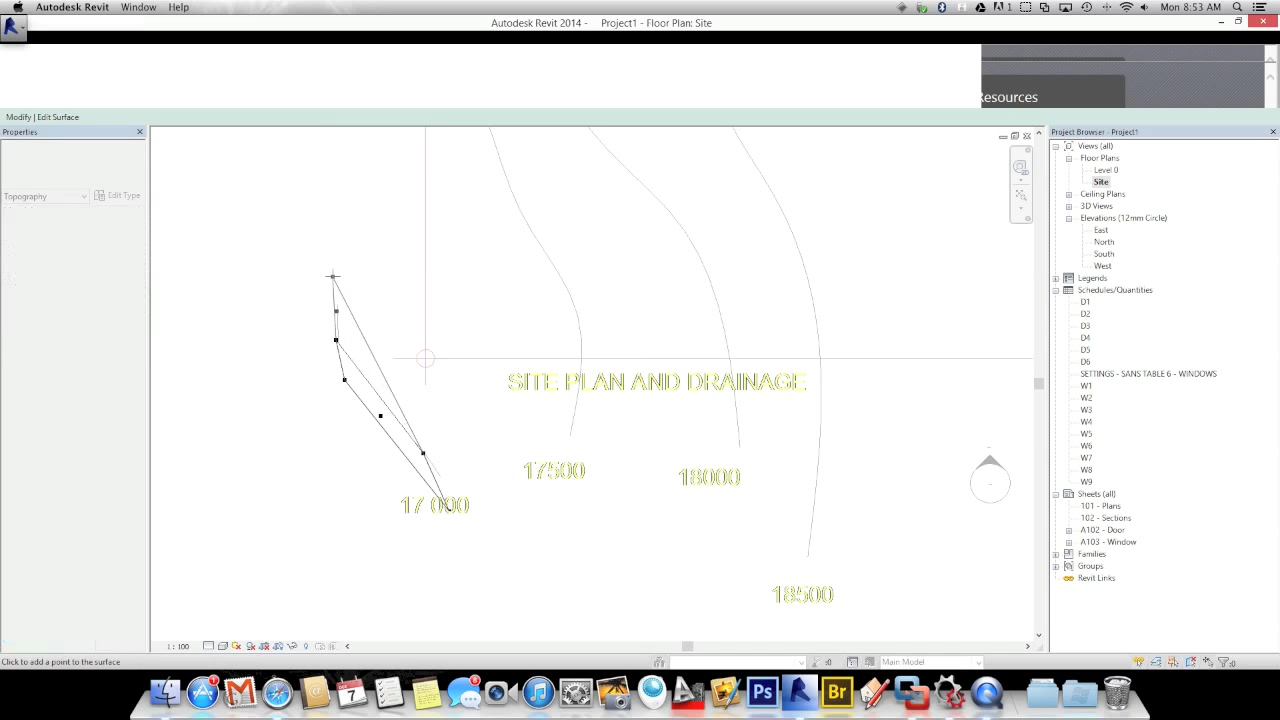 Autodesk Revit Window Help
1 Mon 8:53 AM
Autodesk Revit 2014 - Project1 - Floor Plan: Site
Resources
Modify | Edit Surface
Properties
Topography Edit Type
SITE PLAN AND DRAINAGE
17500
18000
17 000
18500
Project Browser - Project1
Views (all)
Floor Plans
Level 0
Site
Ceiling Plans
3D Views
Elevations (12mm Circle)
East
North
South
West
Legends
Schedules/Quantities
D1
D2
D3
D4
D5
D6
SETTINGS - SANS TABLE 6 - WINDOWS
W1
W2
W3
W4
W5
W6
W7
W8
W9
Sheets (all)
101 - Plans
102 - Sections
A102 - Door
A103 - Window
Families
Groups
Revit Links
1 : 100
Click to add a point to the surface
:0 Main Model :0
7 Ps Br